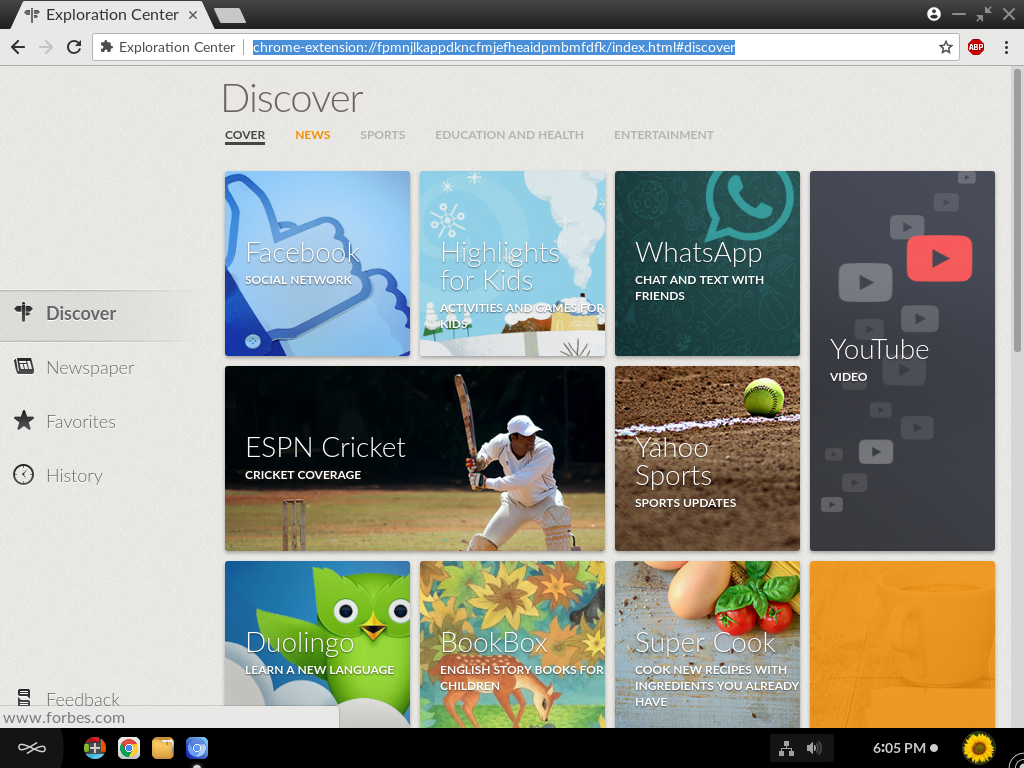 Exploration Center
Exploration Center
chrome-extension://fpmnjlkappdkncfmjefheaidpmbmfdfk/index.html#discover
ABP
Discover
COVER
NEWS
SPORTS
EDUCATION AND HEALTH
ENTERTAINMENT
Discover
Newspaper
Favorites
History
Feedback
Facebook
SOCIAL NETWORK
Highlights
for Kids
ACTIVITIES AND GAMES FOR
KIDS
WhatsApp
CHAT AND TEXT WITH
FRIENDS
YouTube
VIDEO
ESPN Cricket
CRICKET COVERAGE
Yahoo
Sports
SPORTS UPDATES
Duolingo
LEARN A NEW LANGUAGE
BookBox
ENGLISH STORY BOOKS FOR
CHILDREN
Super Cook
COOK NEW RECIPES WITH
INGREDIENTS YOU ALREADY
HAVE
www.forbes.com
6:05 PM